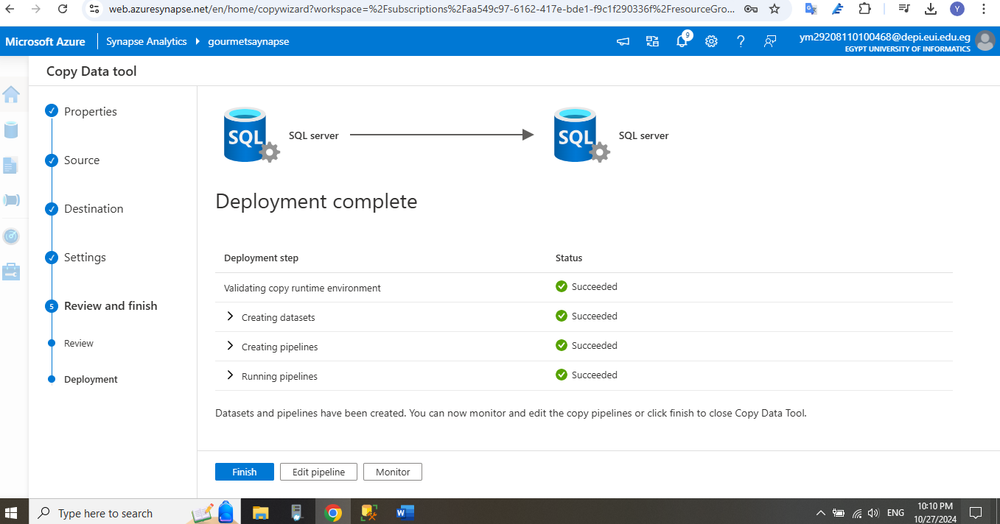 web.azuresynapse.net/en/home/copywizard?workspace=%2Fsubscriptions%2Faa549c97-6162-417e-bde1-f9c1f290336f%2FresourceGro...
Y
Microsoft Azure
Synapse Analytics
gourmetsaynapse
9
ym29208110100468@depi.eui.edu.eg
EGYPT UNIVERSITY OF INFORMATICS
Copy Data tool
Properties
Source
Destination
Settings
5
Review and finish
Review
Deployment
SQL
SQL server
SQL
SQL server
Deployment complete
Deployment step Status
Validating copy runtime environment Succeeded
Creating datasets Succeeded
Creating pipelines Succeeded
Running pipelines Succeeded
Datasets and pipelines have been created. You can now monitor and edit the copy pipelines or click finish to close Copy Data Tool.
Finish Edit pipeline Monitor
Type here to search
ENG
10:10 PM
10/27/2024